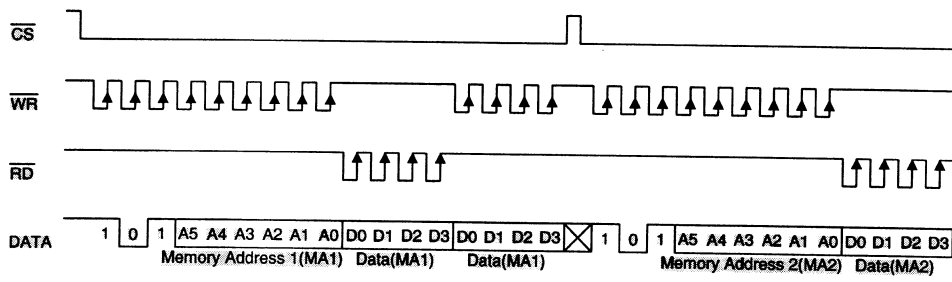 CS
WR
RD
DATA 1 0 1 A5 A4 A3 A2 A1 A0 D0 D1 D2 D3 D0 D1 D2 D3 1 0 1 A5 A4 A3 A2 A1 A0 D0 D1 D2 D3
Memory Address 1(MA1) Data(MA1) Data(MA1) Memory Address 2(MA2) Data(MA2)